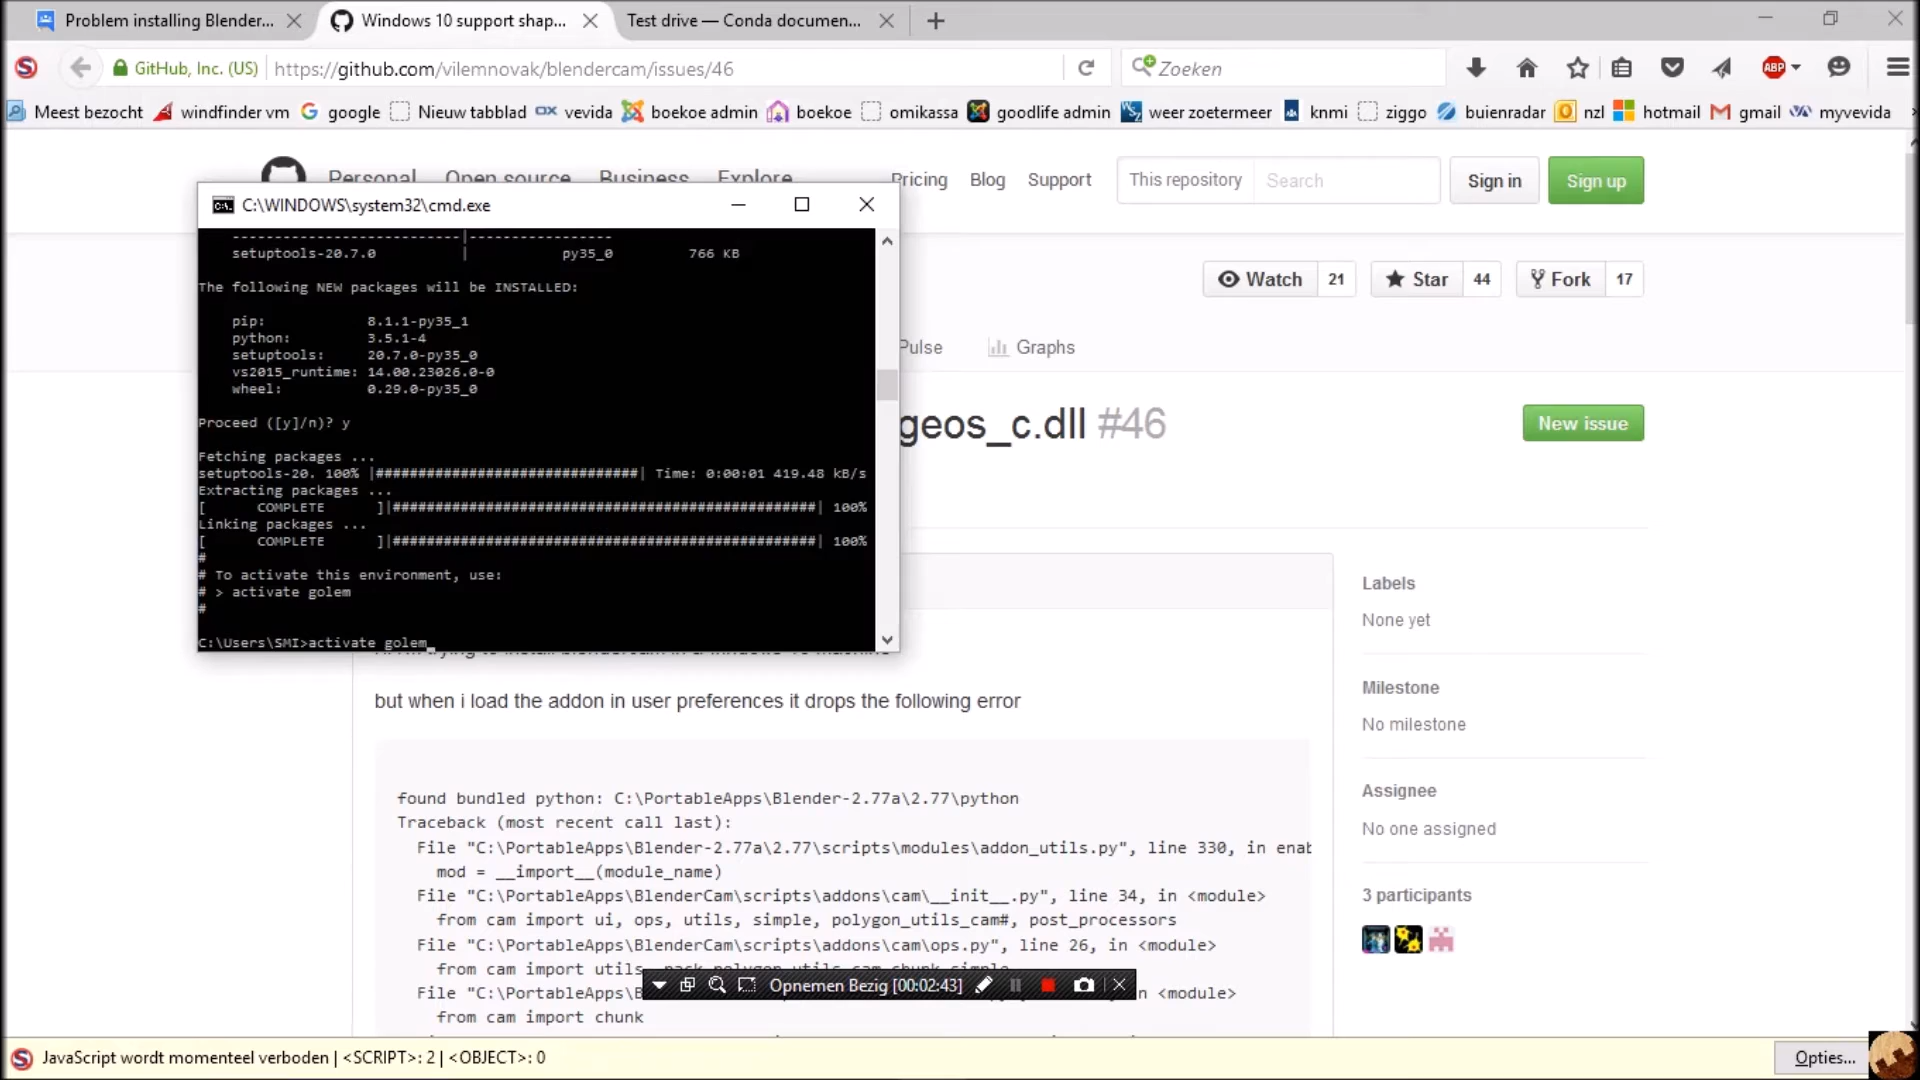 Problem installing Blender...
Windows 10 support shap...
Test drive — Conda documen...
GitHub, Inc. (US)
https://github.com/vilemnovak/blendercam/issues/46
Zoeken
ABP
Meest bezocht
windfinder vm
google
Nieuw tabblad
vevida
boekoe admin
boekoe
omikassa
goodlife admin
weer zoetermeer
knmi
ziggo
buienradar
nzl
hotmail
gmail
myvevida
Personal Open source Business Explore Pricing Blog Support
This repository Search
Sign in
Sign up
C:\WINDOWS\system32\cmd.exe
---------------------------|-----------------
setuptools-20.7.0 | py35_0 766 KB
The following NEW packages will be INSTALLED:
pip: 8.1.1-py35_1
python: 3.5.1-4
setuptools: 20.7.0-py35_0
vs2015_runtime: 14.00.23026.0-0
wheel: 0.29.0-py35_0
Proceed ([y]/n)? y
Fetching packages ...
setuptools-20. 100% |###############################| Time: 0:00:01 419.48 kB/s
Extracting packages ...
[ COMPLETE ]|##################################################| 100%
Linking packages ...
[ COMPLETE ]|##################################################| 100%
#
# To activate this environment, use:
# > activate golem
#
C:\Users\SMI>activate golem_
Watch 21
Star 44
Fork 17
Pulse
Graphs
geos_c.dll #46
New issue
but when i load the addon in user preferences it drops the following error
found bundled python: C:\PortableApps\Blender-2.77a\2.77\python
Traceback (most recent call last):
File "C:\PortableApps\Blender-2.77a\2.77\scripts\modules\addon_utils.py", line 330, in enab
mod = __import__(module_name)
File "C:\PortableApps\BlenderCam\scripts\addons\cam\__init__.py", line 34, in <module>
from cam import ui, ops, utils, simple, polygon_utils_cam#, post_processors
File "C:\PortableApps\BlenderCam\scripts\addons\cam\ops.py", line 26, in <module>
from cam import utils, pack,polygon_utils_cam,chunk,simple
File "C:\PortableApps\B n <module>
from cam import chunk
Labels
None yet
Milestone
No milestone
Assignee
No one assigned
3 participants
Opnemen Bezig [00:02:43]
JavaScript wordt momenteel verboden | <SCRIPT>: 2 | <OBJECT>: 0
Opties...